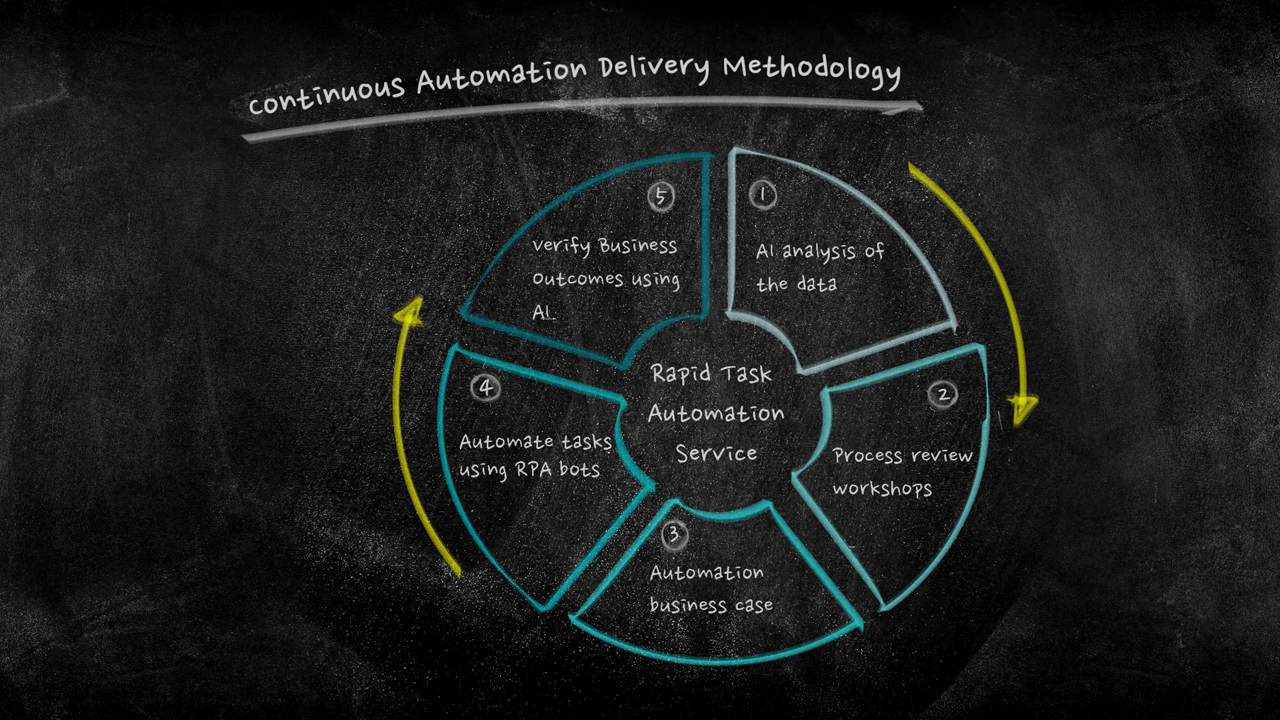 continuous Automation Delivery Methodology
5
verify Business
outcomes using
AI.
1
AI analysis of
the data
2
Process review
workshops
3
Automation
business case
4
Automate tasks
using RPA bots
Rapid Task
Automation
Service